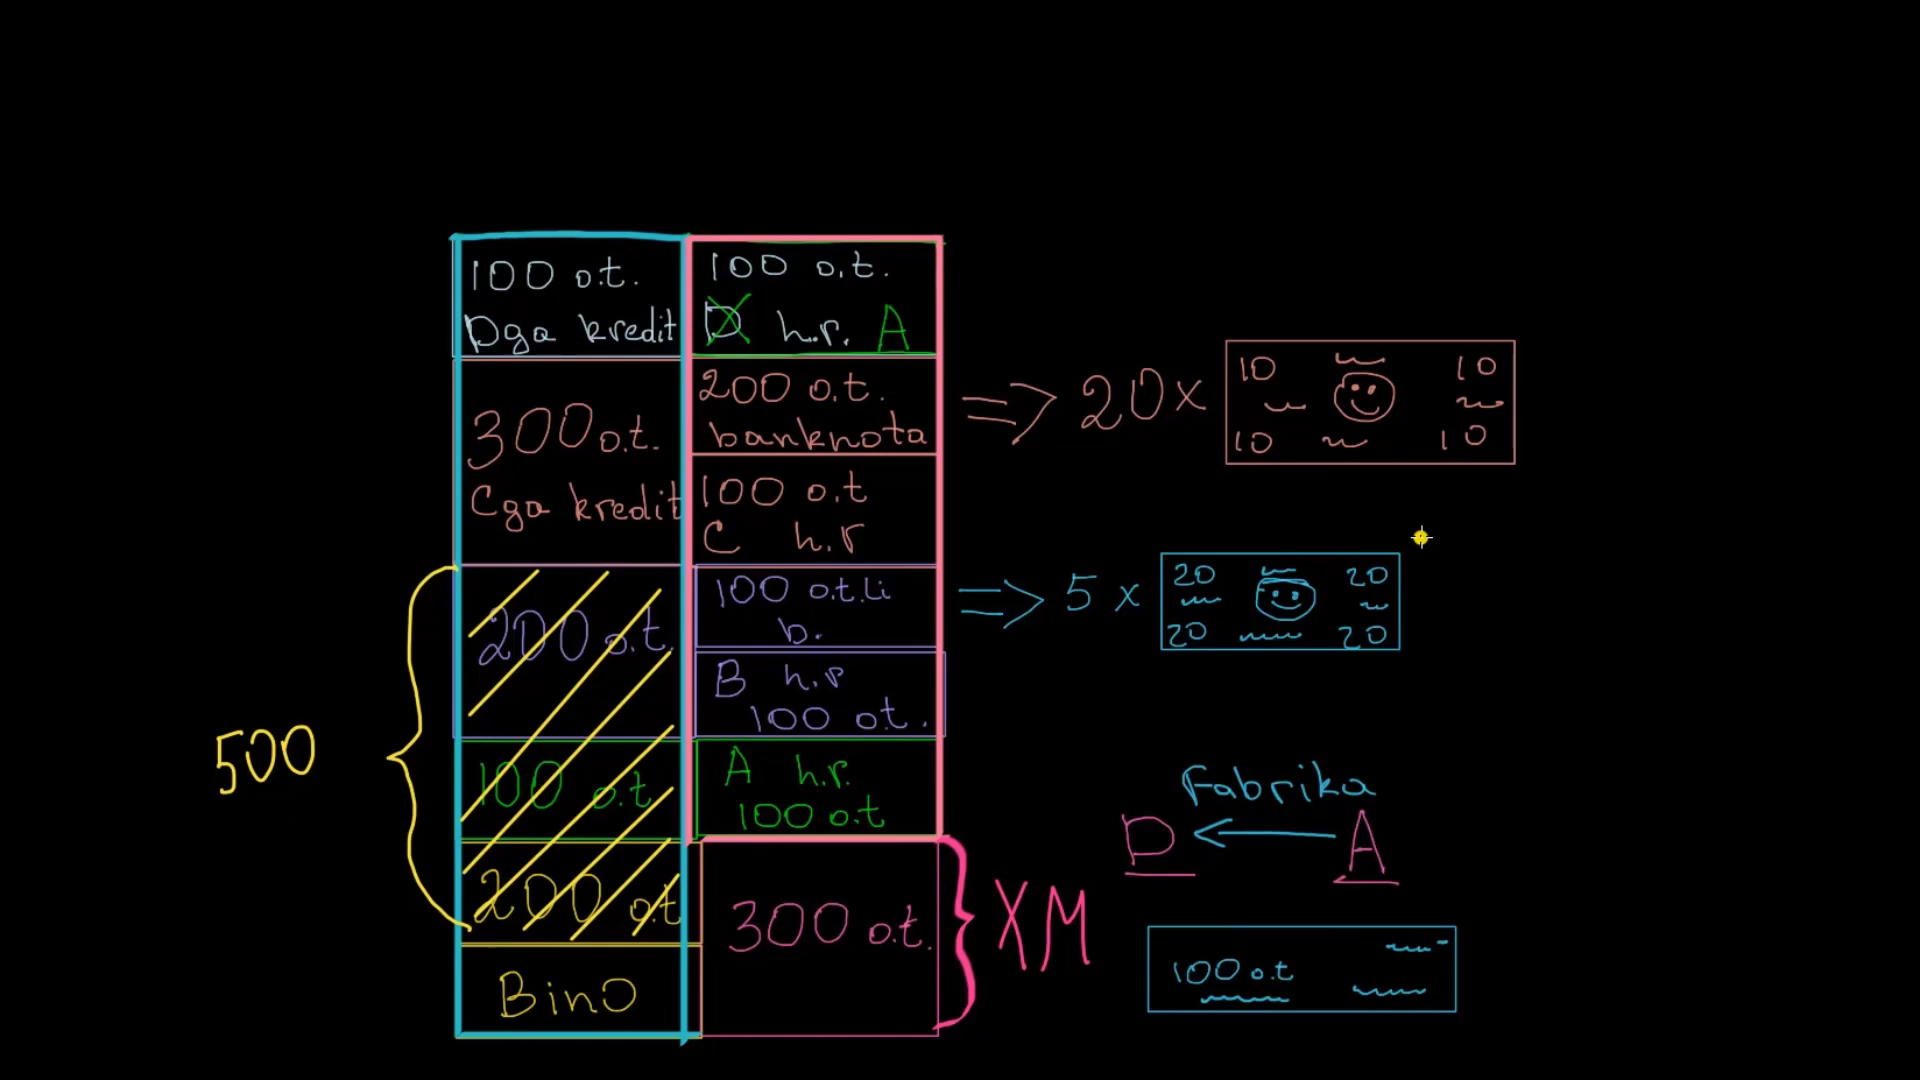 100 o.t.
Dga kredit
300 o.t.
Cga kredit
200 o.t.
100 o.t
200 o.t
Bino
500
100 o.t.
D h.r. A
200 o.t.
banknota
100 o.t
C h.r
100 o.t.li
b.
B h.r
100 o.t.
A h.r.
100 o.t
300 o.t.
XM
20 x
10 10
10 10
5 x
20 20
20 20
Fabrika
D A
100 o.t